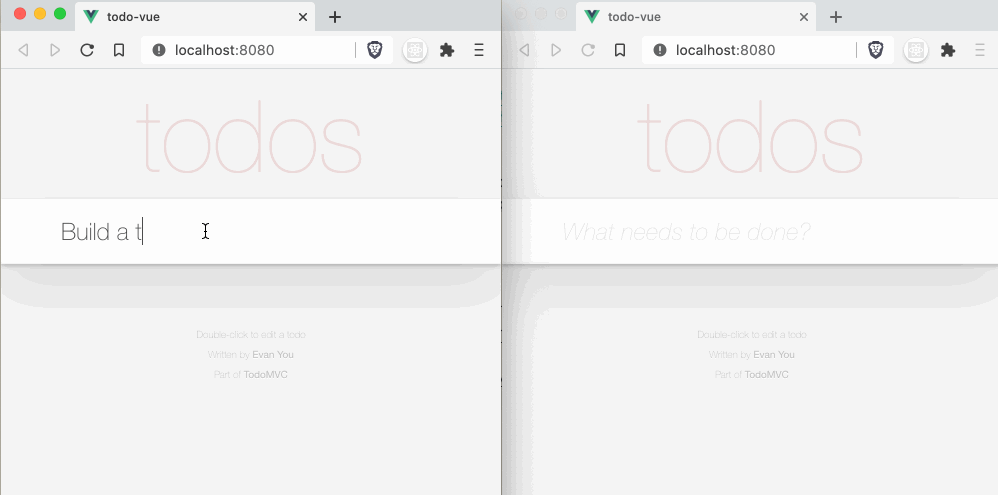 todo-vue
localhost:8080
todos
Build a t
Double-click to edit a todo
Written by Evan You
Part of TodoMVC
todo-vue
localhost:8080
todos
What needs to be done?
Double-click to edit a todo
Written by Evan You
Part of TodoMVC